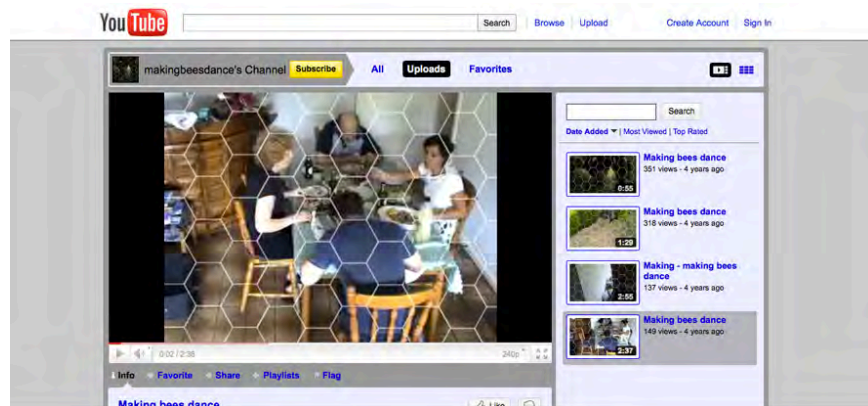 YouTube Search Browse Upload Create Account Sign In
makingbeesdance's Channel Subscribe All Uploads Favorites
Search
Date Added | Most Viewed | Top Rated
Making bees dance
351 views - 4 years ago
0:55
Making bees dance
318 views - 4 years ago
1:29
Making - making bees
dance
137 views - 4 years ago
2:55
Making bees dance
149 views - 4 years ago
2:37
0:02 / 2:36 240p
Info Favorite Share Playlists Flag
Making bees dance Like